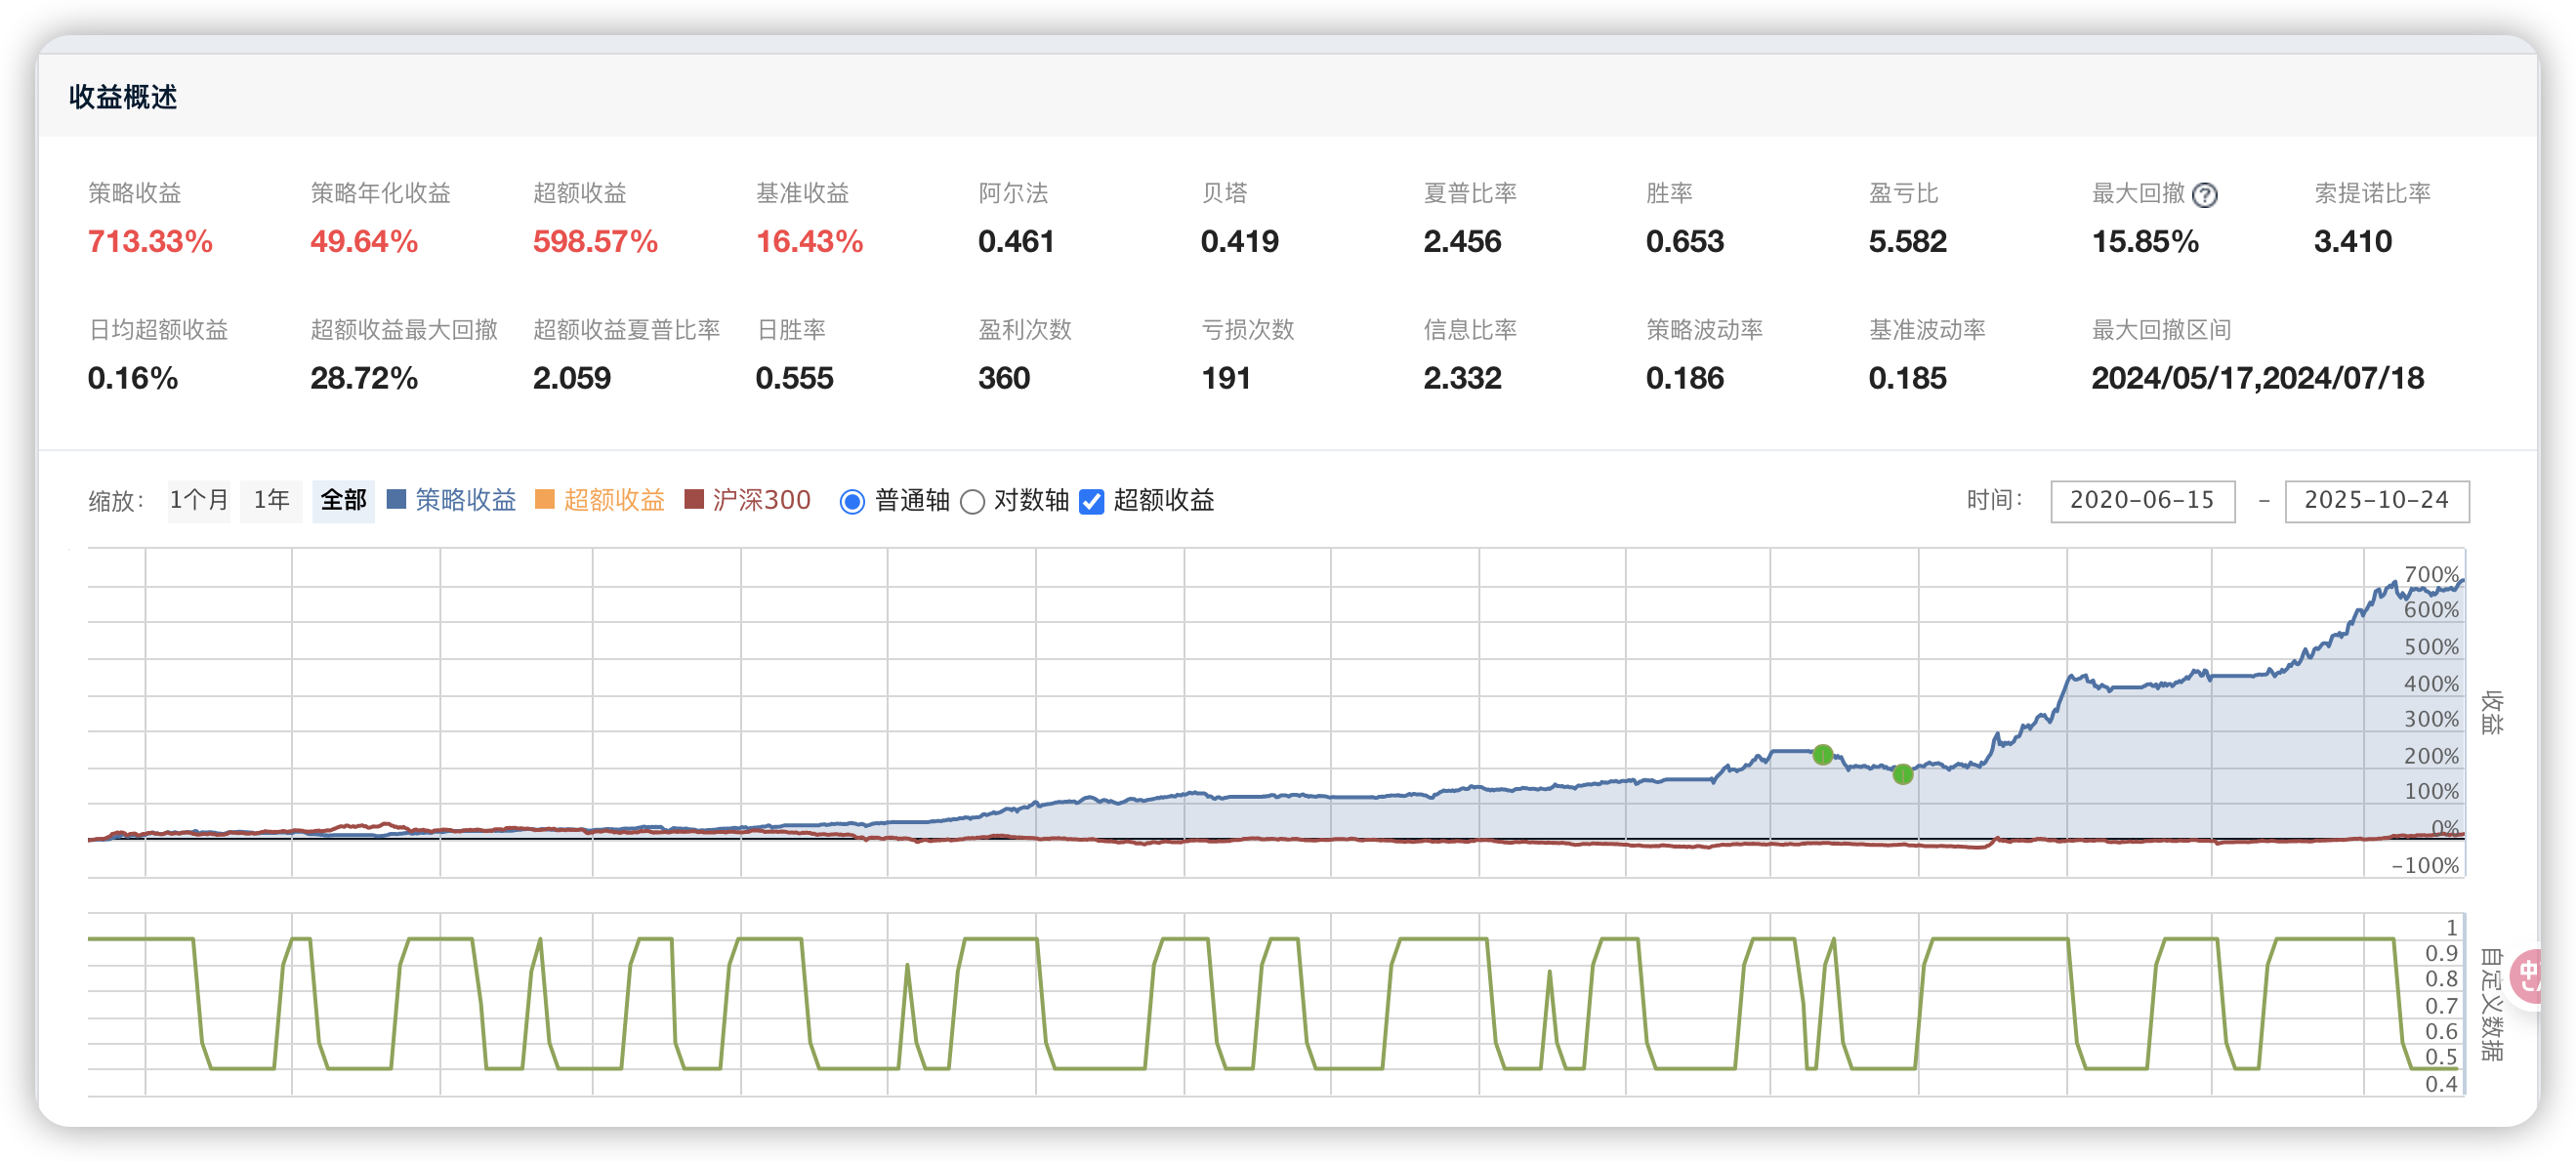 收益概述
策略收益 策略年化收益 超额收益 基准收益 阿尔法 贝塔 夏普比率 胜率 盈亏比 最大回撤 ? 索提诺比率
713.33% 49.64% 598.57% 16.43% 0.461 0.419 2.456 0.653 5.582 15.85% 3.410
日均超额收益 超额收益最大回撤 超额收益夏普比率 日胜率 盈利次数 亏损次数 信息比率 策略波动率 基准波动率 最大回撤区间
0.16% 28.72% 2.059 0.555 360 191 2.332 0.186 0.185 2024/05/17,2024/07/18
缩放: 1个月 1年 全部 策略收益 超额收益 沪深300 普通轴 对数轴 超额收益 时间: 2020-06-15 - 2025-10-24
700%
600%
500%
400%
300%
200%
100%
0%
-100%
收益
1
0.9
0.8
0.7
0.6
0.5
0.4
自定义数据
中